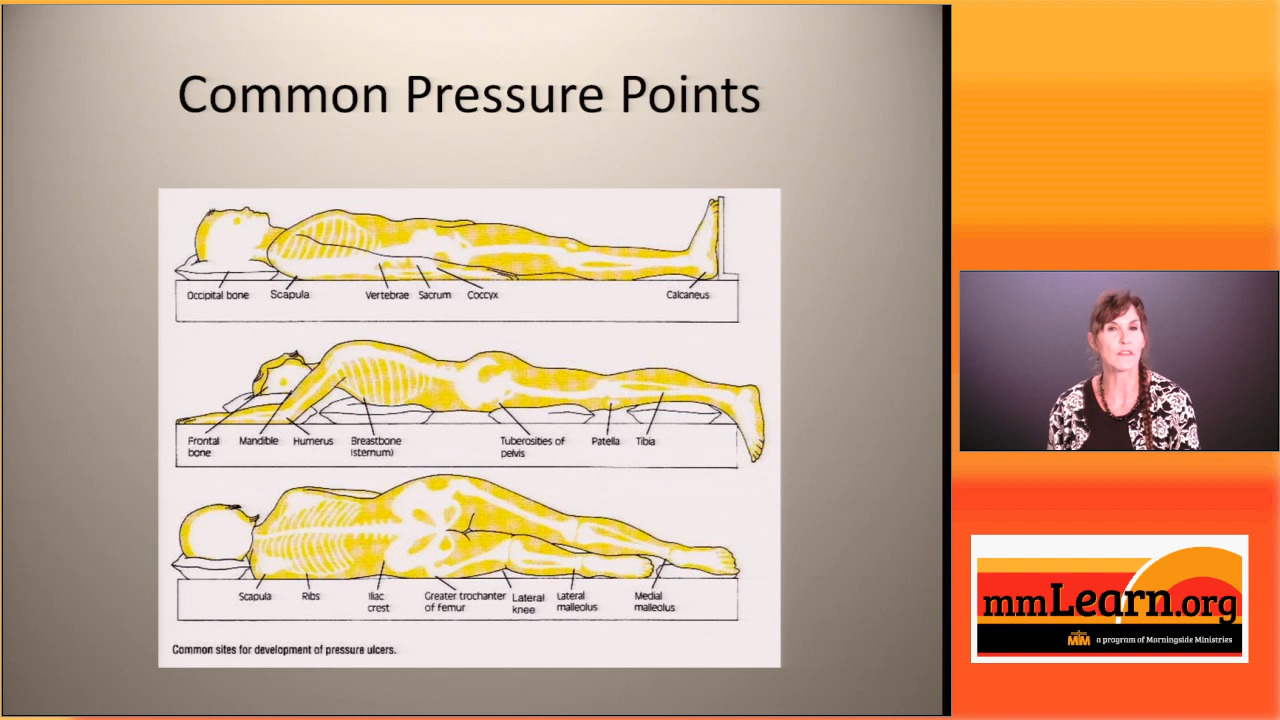 Common Pressure Points
Occipital bone Scapula Vertebrae Sacrum Coccyx Calcaneus
Frontal bone Mandible Humerus Breastbone (sternum) Tuberosities of pelvis Patella Tibia
Scapula Ribs Iliac crest Greater trochanter of femur Lateral knee Lateral malleolus Medial malleolus
Common sites for development of pressure ulcers.
mmLearn.org
MM a program of Morningside Ministries